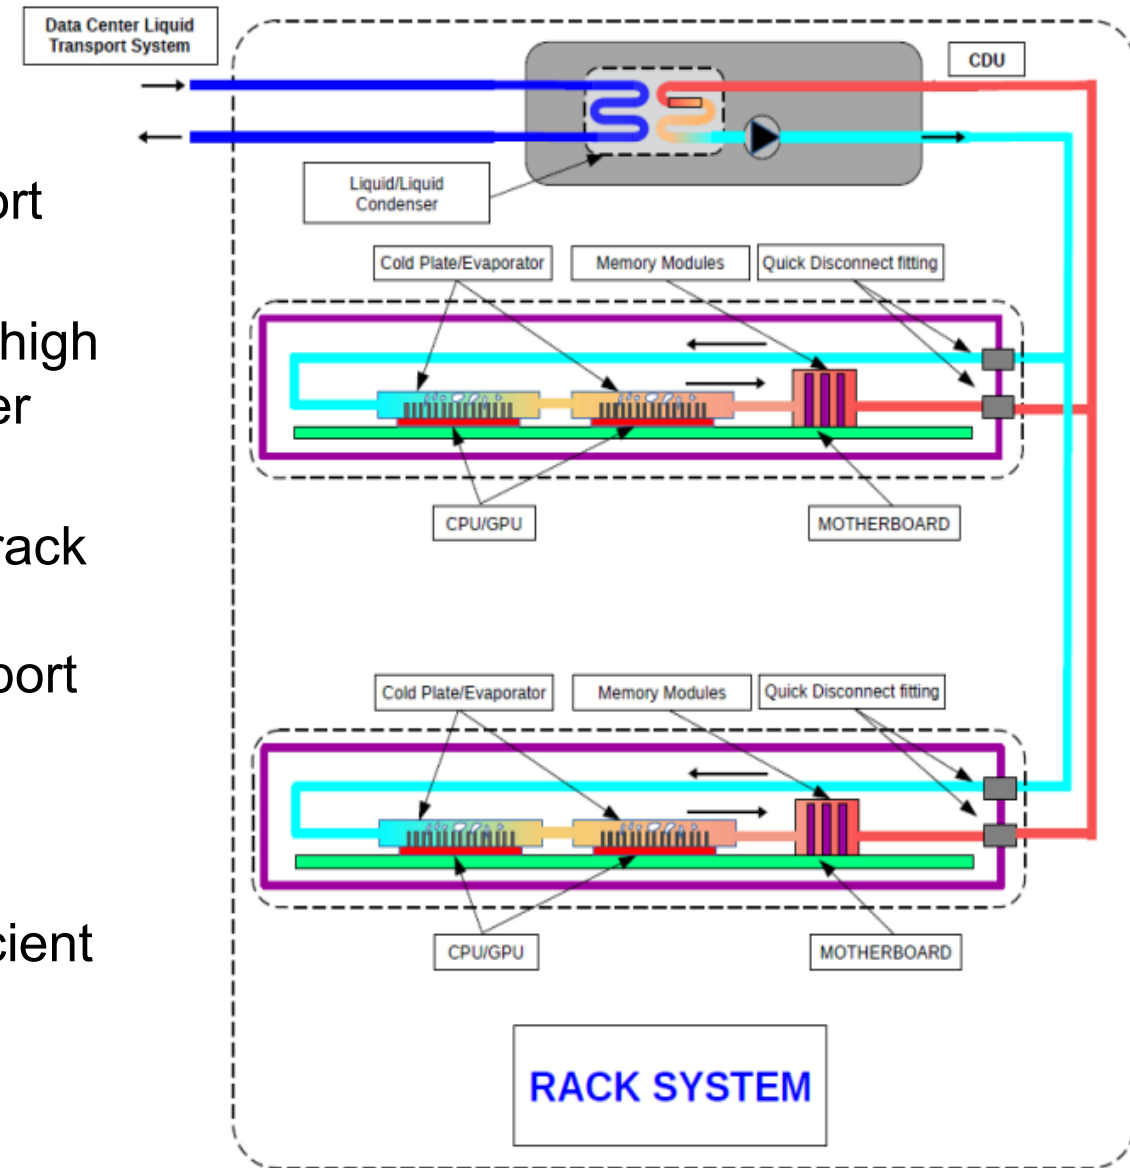 Data Center Liquid
Transport System
CDU
ort
Liquid/Liquid
Condenser
Cold Plate/Evaporator
Memory Modules
Quick Disconnect fitting
high
er
CPU/GPU
MOTHERBOARD
rack
port
Cold Plate/Evaporator
Memory Modules
Quick Disconnect fitting
cient
CPU/GPU
MOTHERBOARD
RACK SYSTEM